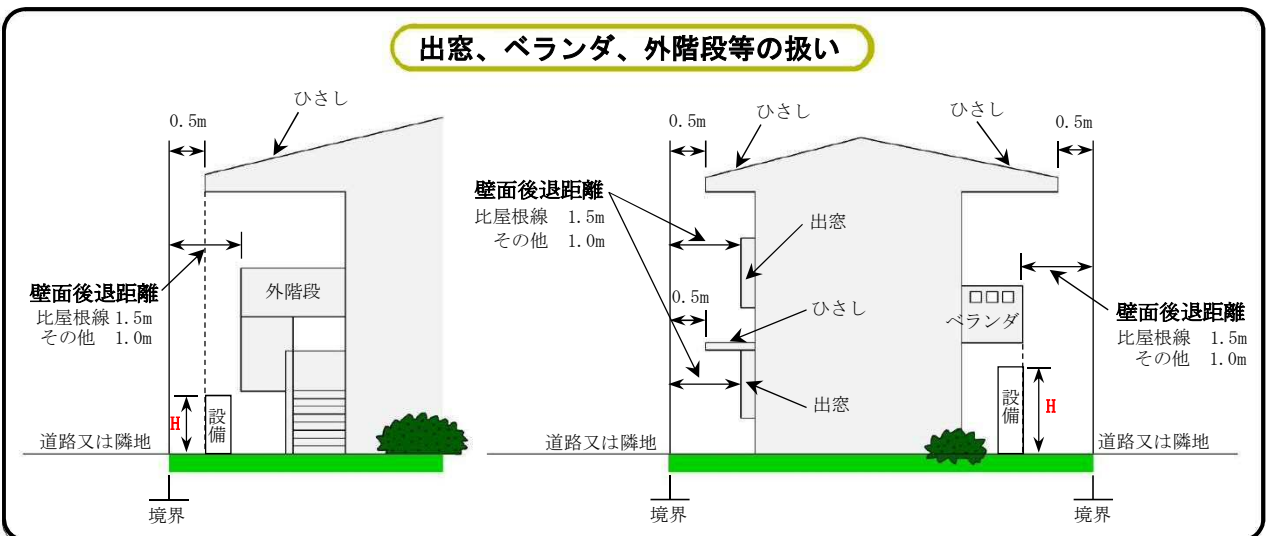 出窓、ベランダ、外階段等の扱い
ひさし
0.5m
壁面後退距離
比屋根線 1.5m
その他 1.0m
外階段
H
設備
道路又は隣地
境界
0.5m
ひさし
ひさし
0.5m
壁面後退距離
比屋根線 1.5m
その他 1.0m
出窓
0.5m
ひさし
出窓
ベランダ
壁面後退距離
比屋根線 1.5m
その他 1.0m
設備
H
道路又は隣地
道路又は隣地
境界
境界